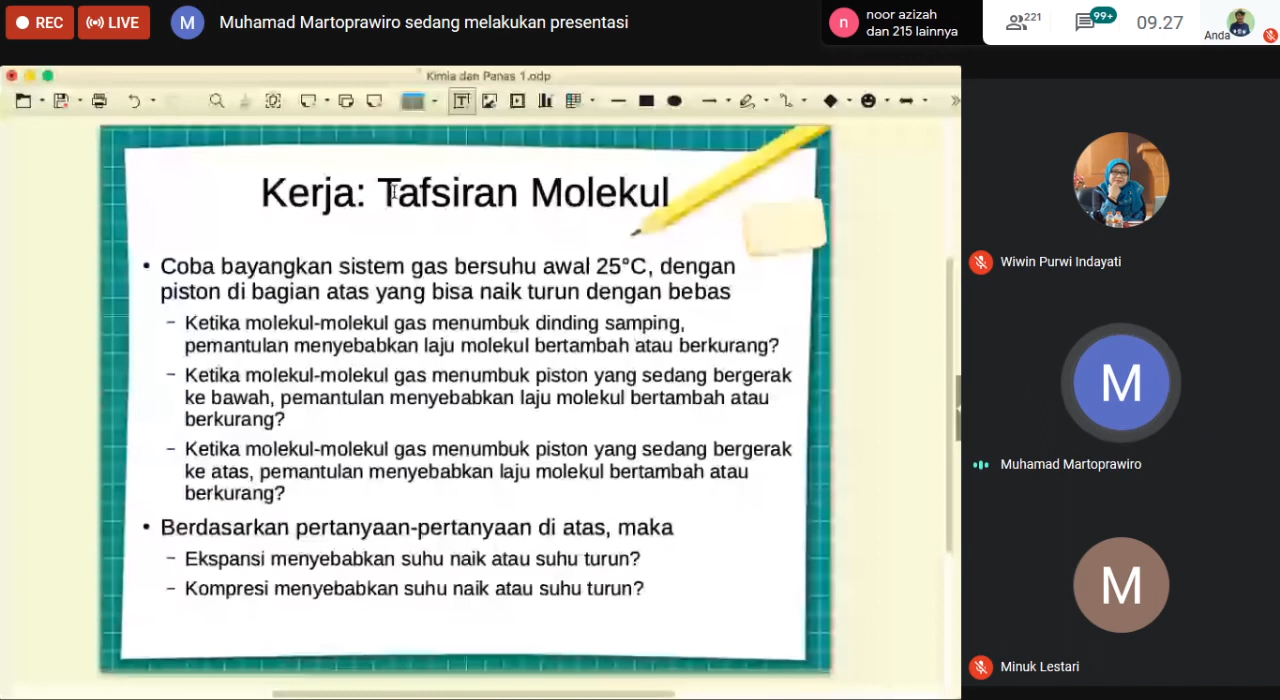 REC
LIVE
M
Muhamad Martoprawiro sedang melakukan presentasi
n
noor azizah
dan 215 lainnya
221
99+
09.27
Anda
Kimia dan Panas 1.odp
Kerja: Tafsiran Molekul
• Coba bayangkan sistem gas bersuhu awal 25°C, dengan
piston di bagian atas yang bisa naik turun dengan bebas
– Ketika molekul-molekul gas menumbuk dinding samping,
pemantulan menyebabkan laju molekul bertambah atau berkurang?
– Ketika molekul-molekul gas menumbuk piston yang sedang bergerak
ke bawah, pemantulan menyebabkan laju molekul bertambah atau
berkurang?
– Ketika molekul-molekul gas menumbuk piston yang sedang bergerak
ke atas, pemantulan menyebabkan laju molekul bertambah atau
berkurang?
• Berdasarkan pertanyaan-pertanyaan di atas, maka
– Ekspansi menyebabkan suhu naik atau suhu turun?
– Kompresi menyebabkan suhu naik atau suhu turun?
Wiwin Purwi Indayati
M
Muhamad Martoprawiro
M
Minuk Lestari